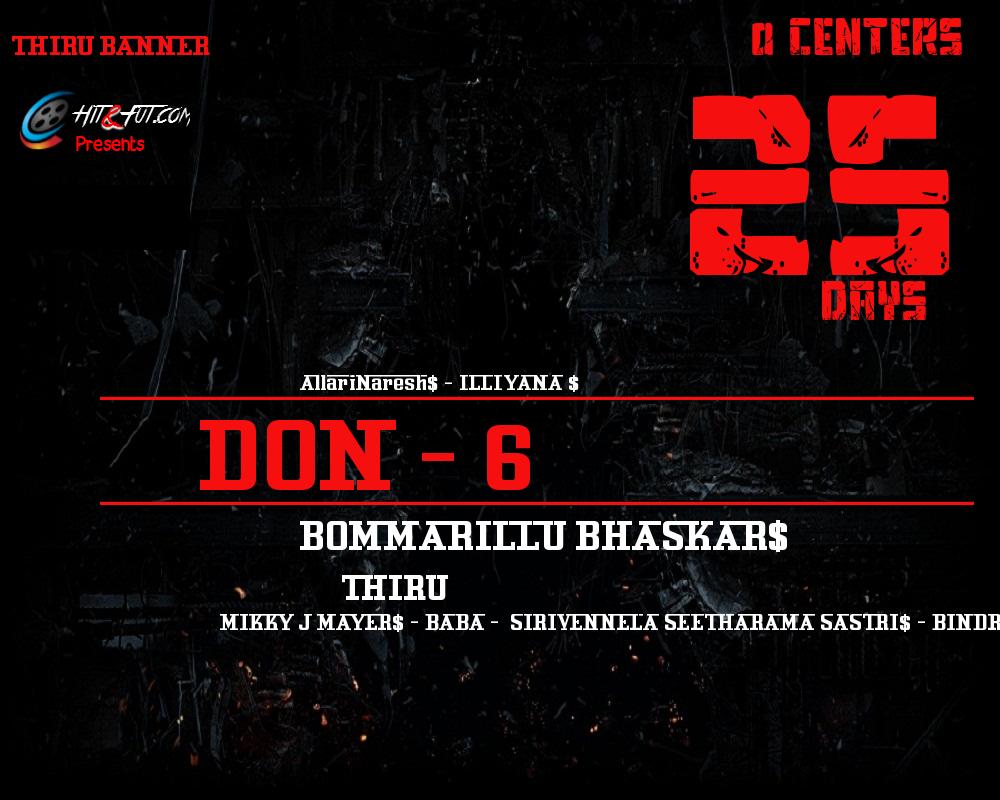 THIRU BANNER
0 CENTERS
HIT&FUT.COM
Presents
25
DAYS
AllariNaresh$ - ILLIYANA $
DON - 6
BOMMARILLU BHASKAR$
THIRU
MIKKY J MAYER$ - BABA - SIRIVENNELA SEETHARAMA SASTRI$ - BINDR